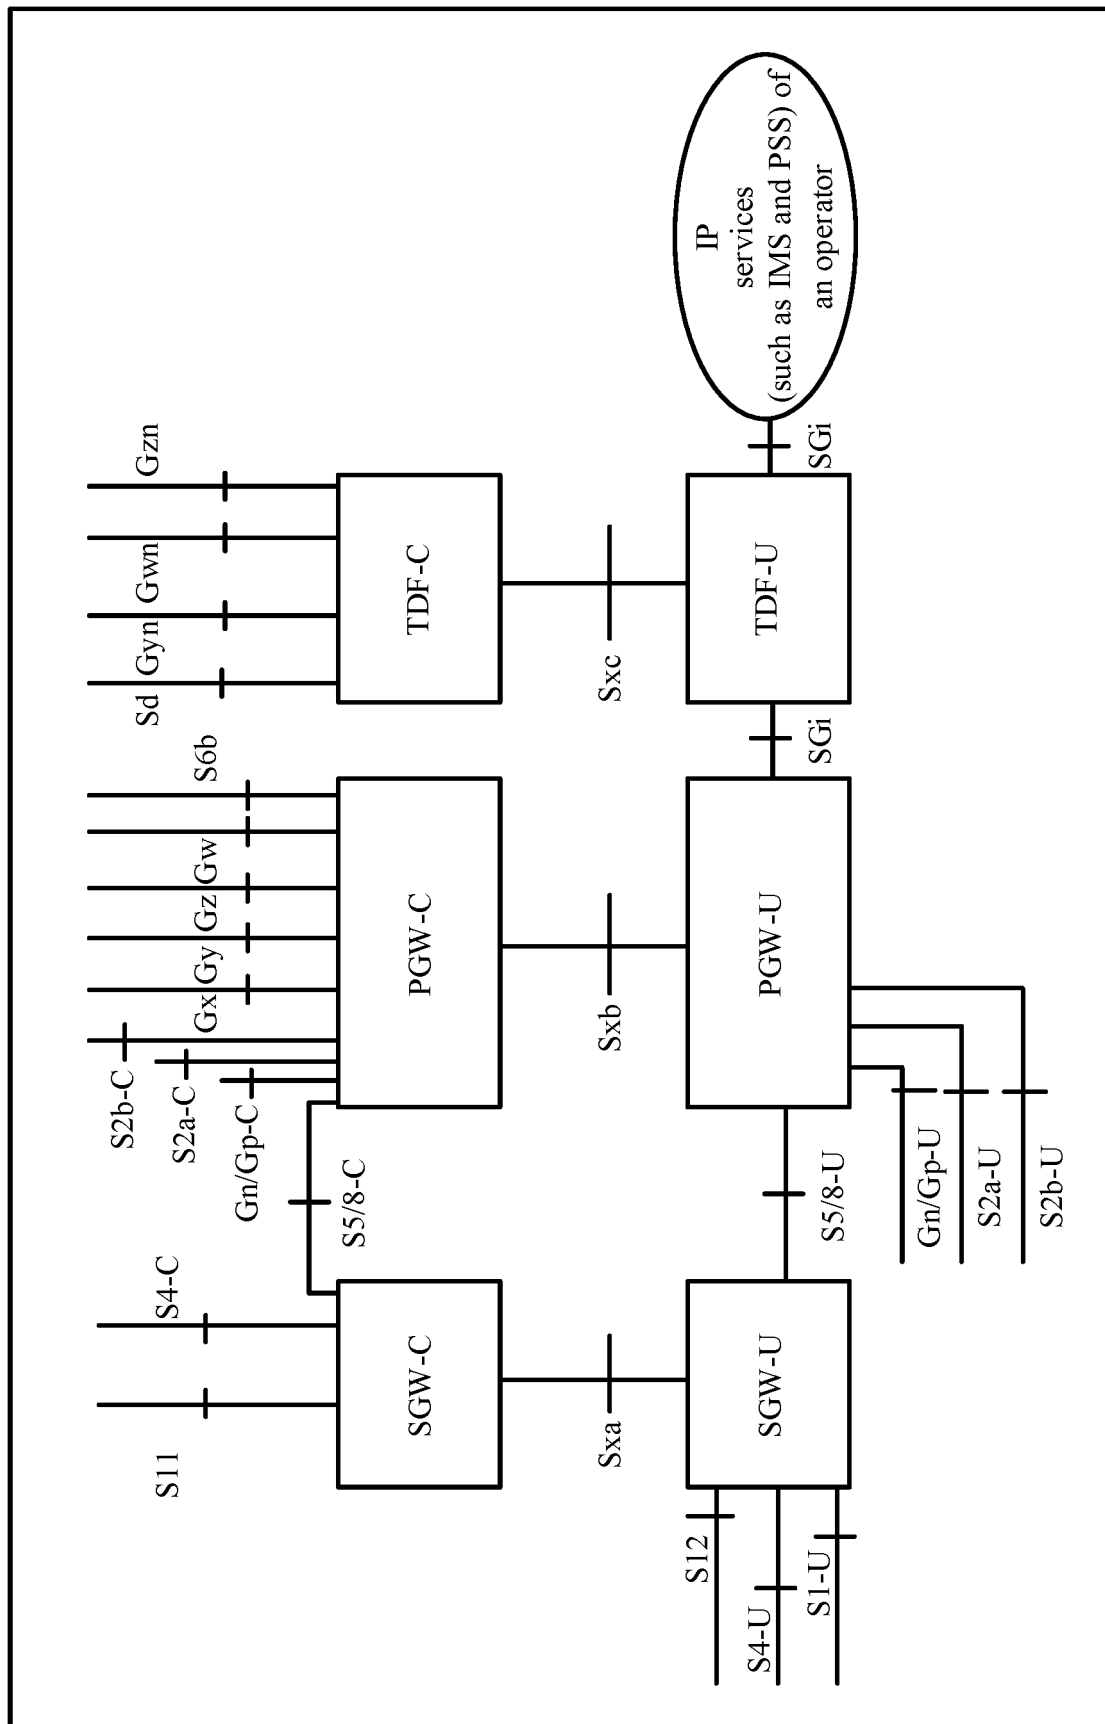 S11
S4-C
S5/8-C
Gn/Gp-C
S2a-C
S2b-C
Gx
Gy
Gz
Gw
S6b
Sd
Gyn
Gwn
Gzn
SGW-C
PGW-C
TDF-C
Sxa
Sxb
Sxc
S12
S4-U
S1-U
SGW-U
S5/8-U
PGW-U
SGi
TDF-U
SGi
IP
services
(such as IMS and PSS) of
an operator
Gn/Gp-U
S2a-U
S2b-U